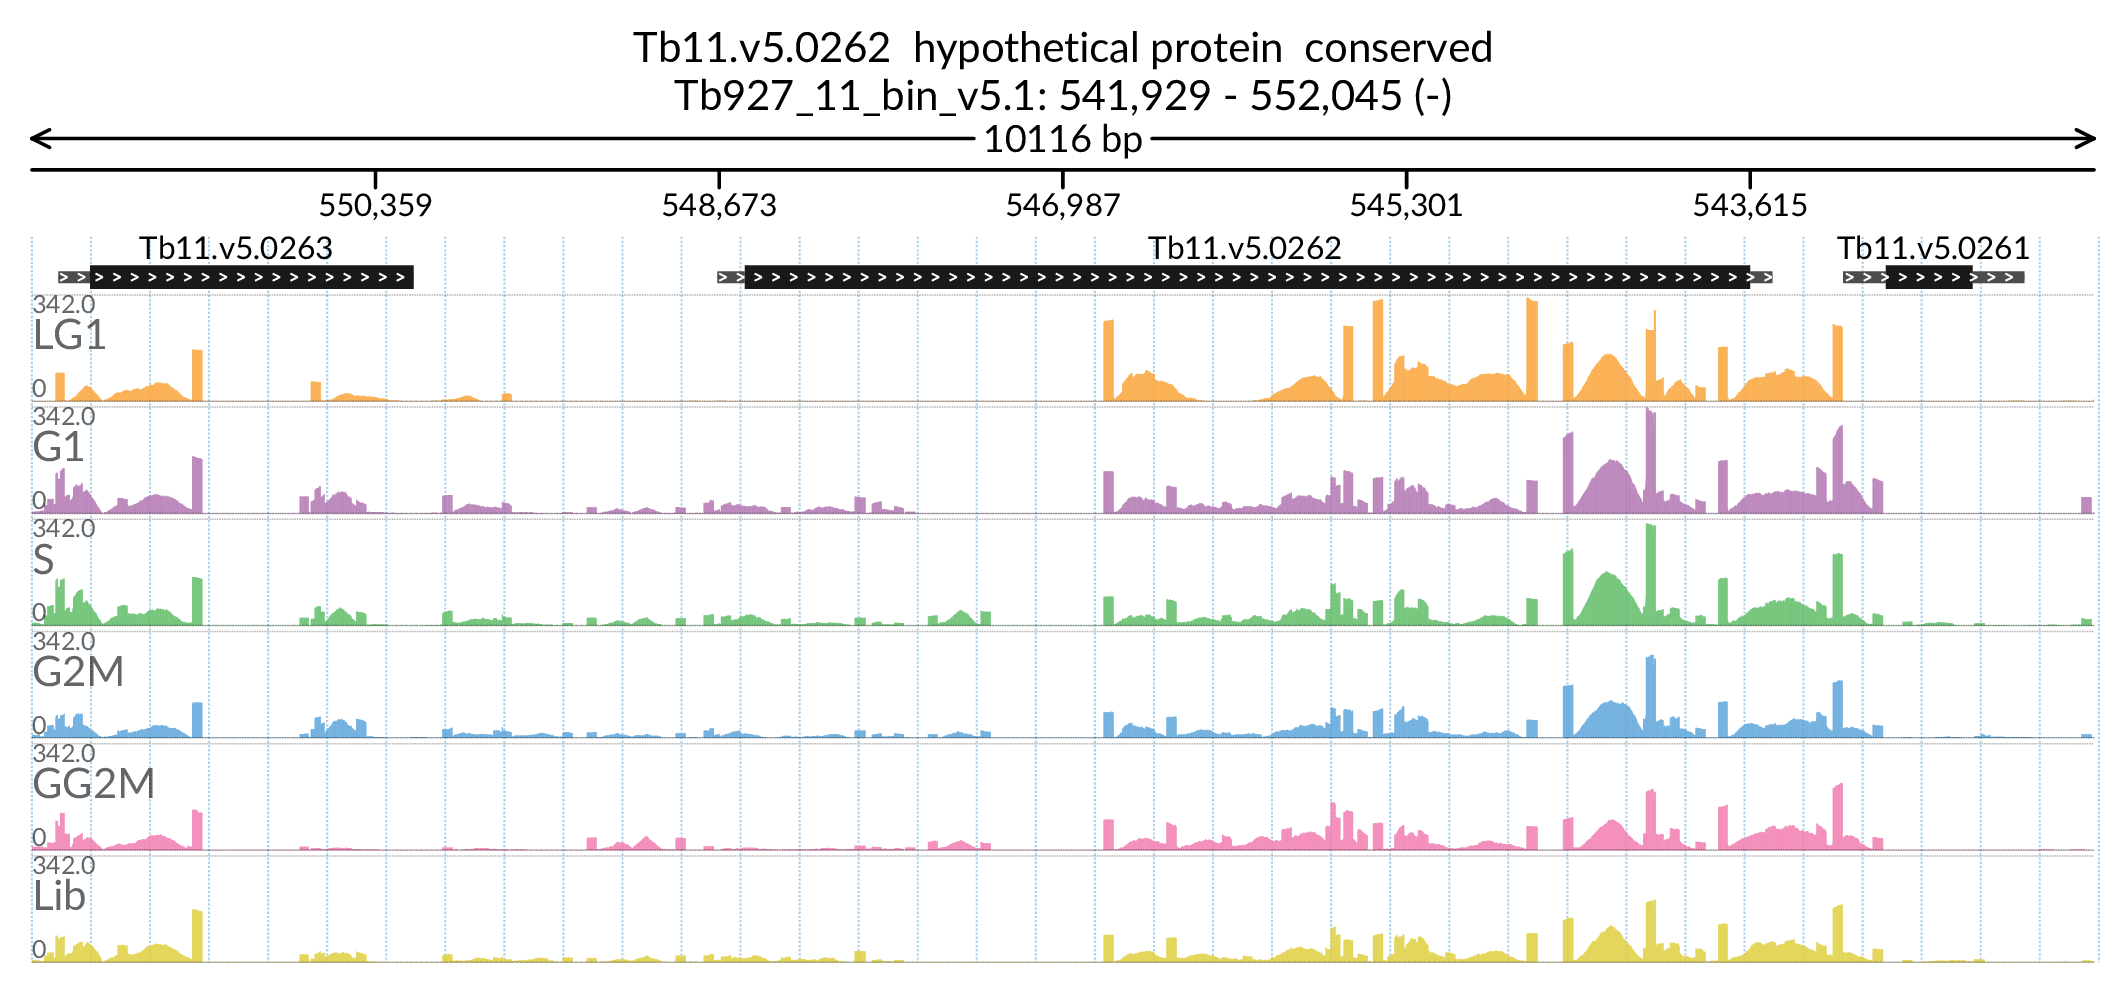 Tb11.v5.0262 hypothetical protein conserved
Tb927_11_bin_v5.1: 541,929 - 552,045 (-)
10116 bp
550,359 548,673 546,987 545,301 543,615
Tb11.v5.0263 Tb11.v5.0262 Tb11.v5.0261
342.0
LG1
0
342.0
G1
0
342.0
S
0
342.0
G2M
0
342.0
GG2M
0
342.0
Lib
0